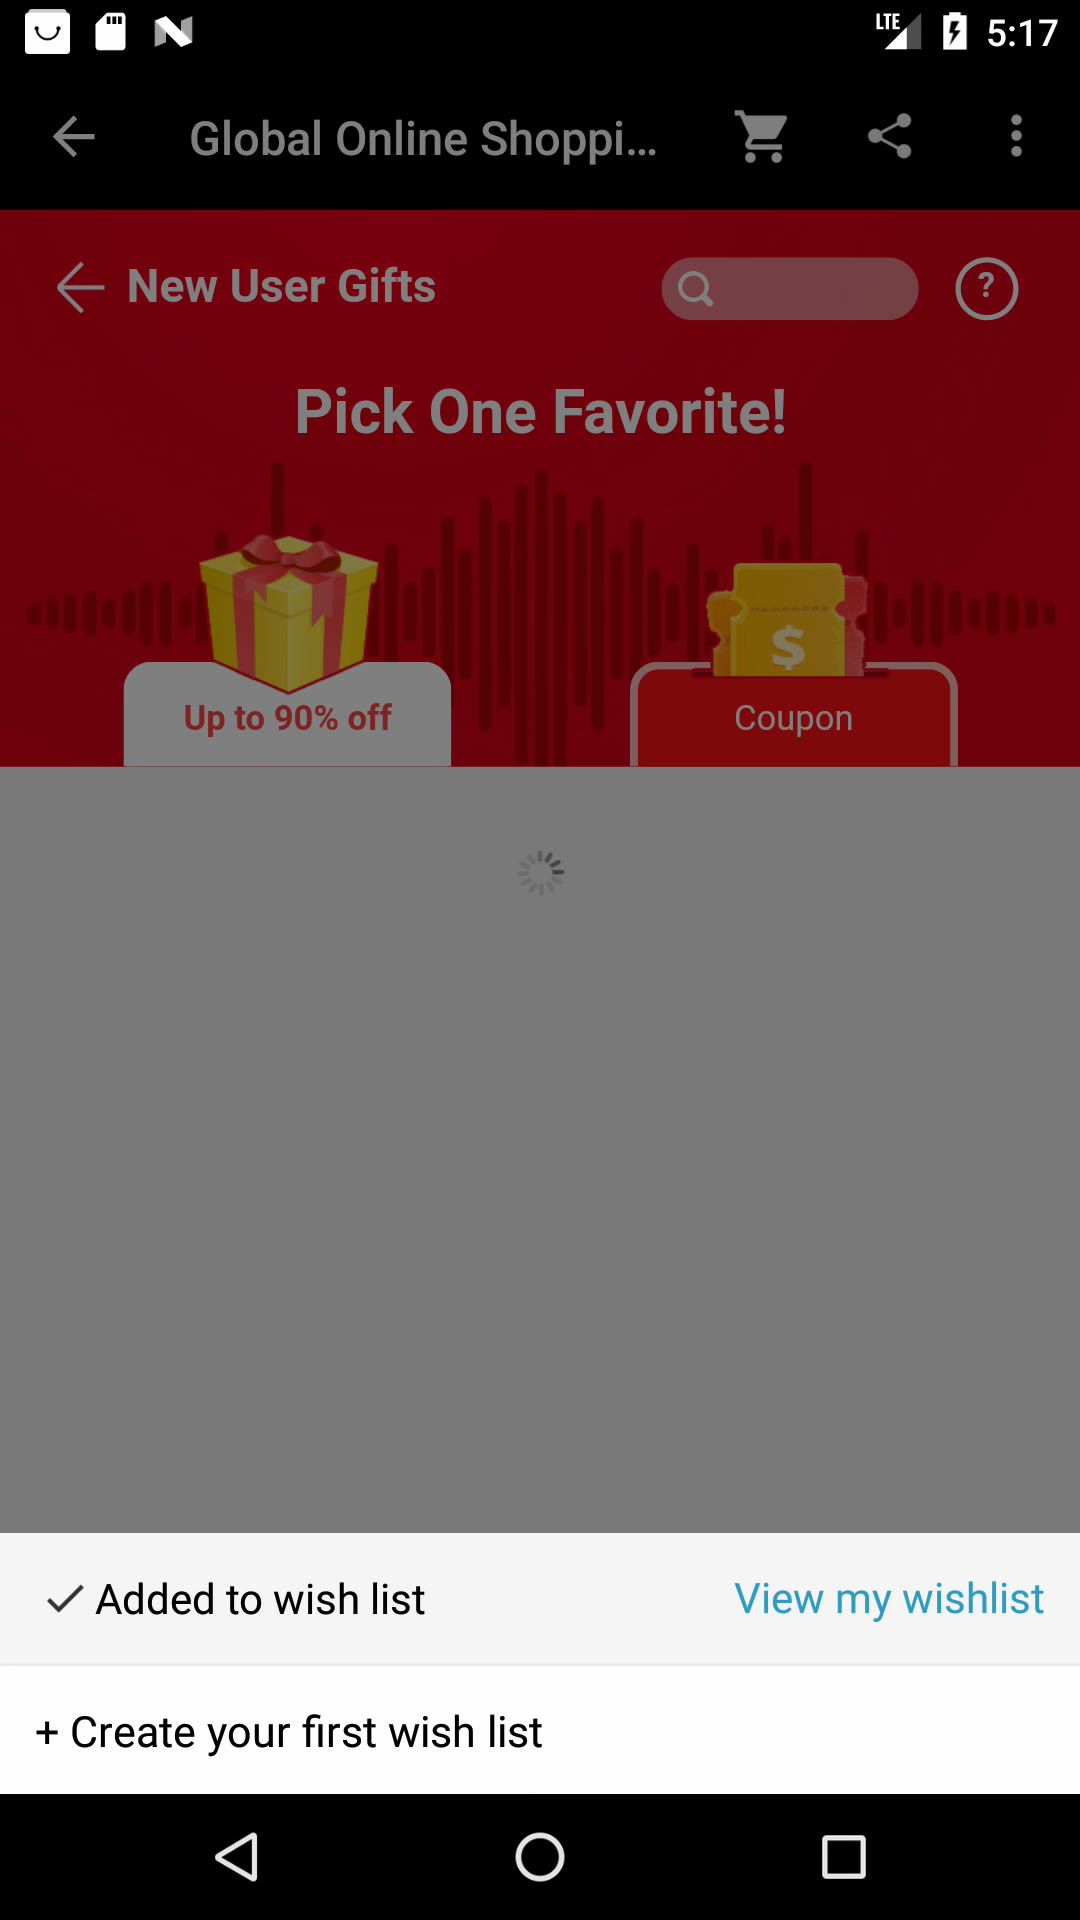 LTE 5:17
Global Online Shoppi...
New User Gifts ?
Pick One Favorite!
$
Up to 90% off Coupon
Added to wish list View my wishlist
+ Create your first wish list